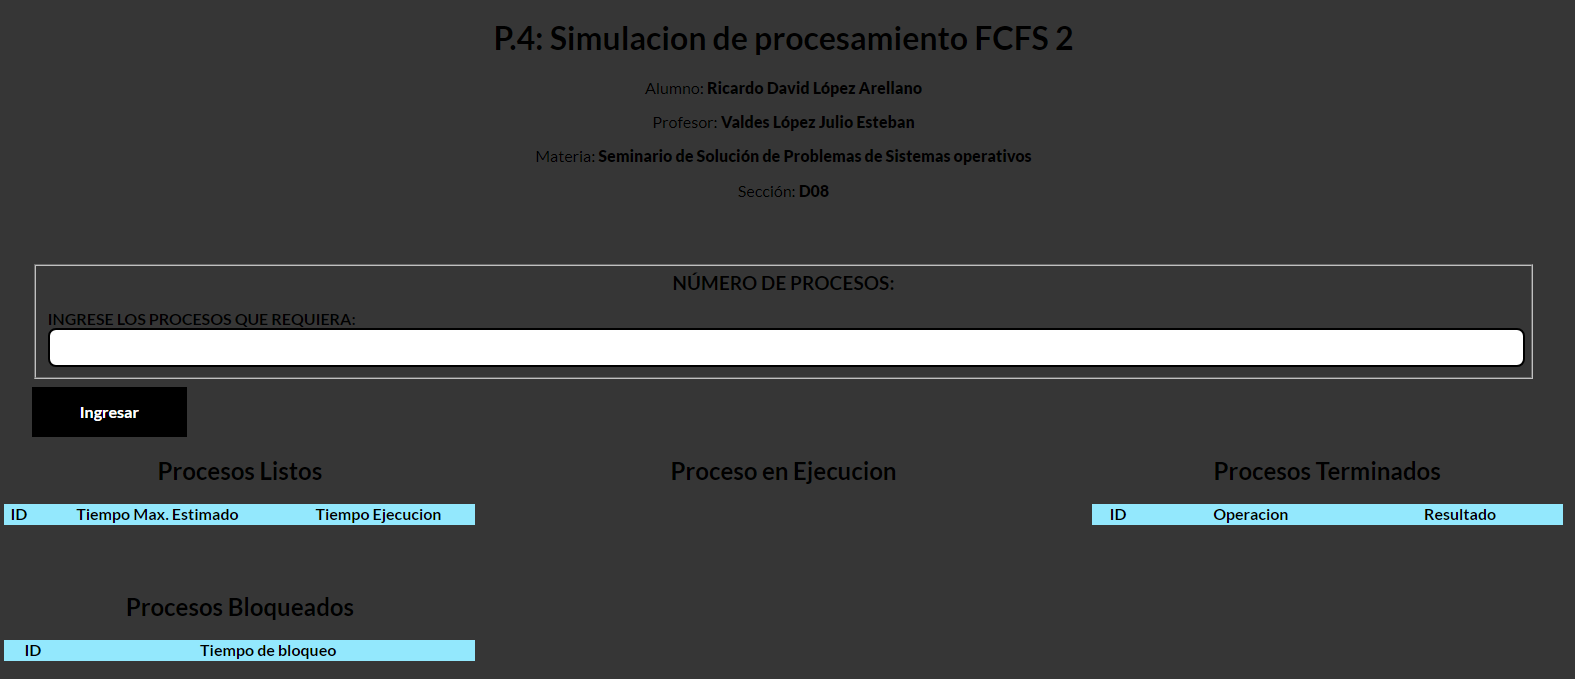 P.4: Simulacion de procesamiento FCFS 2
Alumno: Ricardo David López Arellano
Profesor: Valdes López Julio Esteban
Materia: Seminario de Solución de Problemas de Sistemas operativos
Sección: D08
NÚMERO DE PROCESOS:
INGRESE LOS PROCESOS QUE REQUIERA:
Ingresar
Procesos Listos
ID Tiempo Max. Estimado Tiempo Ejecucion
Proceso en Ejecucion
Procesos Terminados
ID Operacion Resultado
Procesos Bloqueados
ID Tiempo de bloqueo